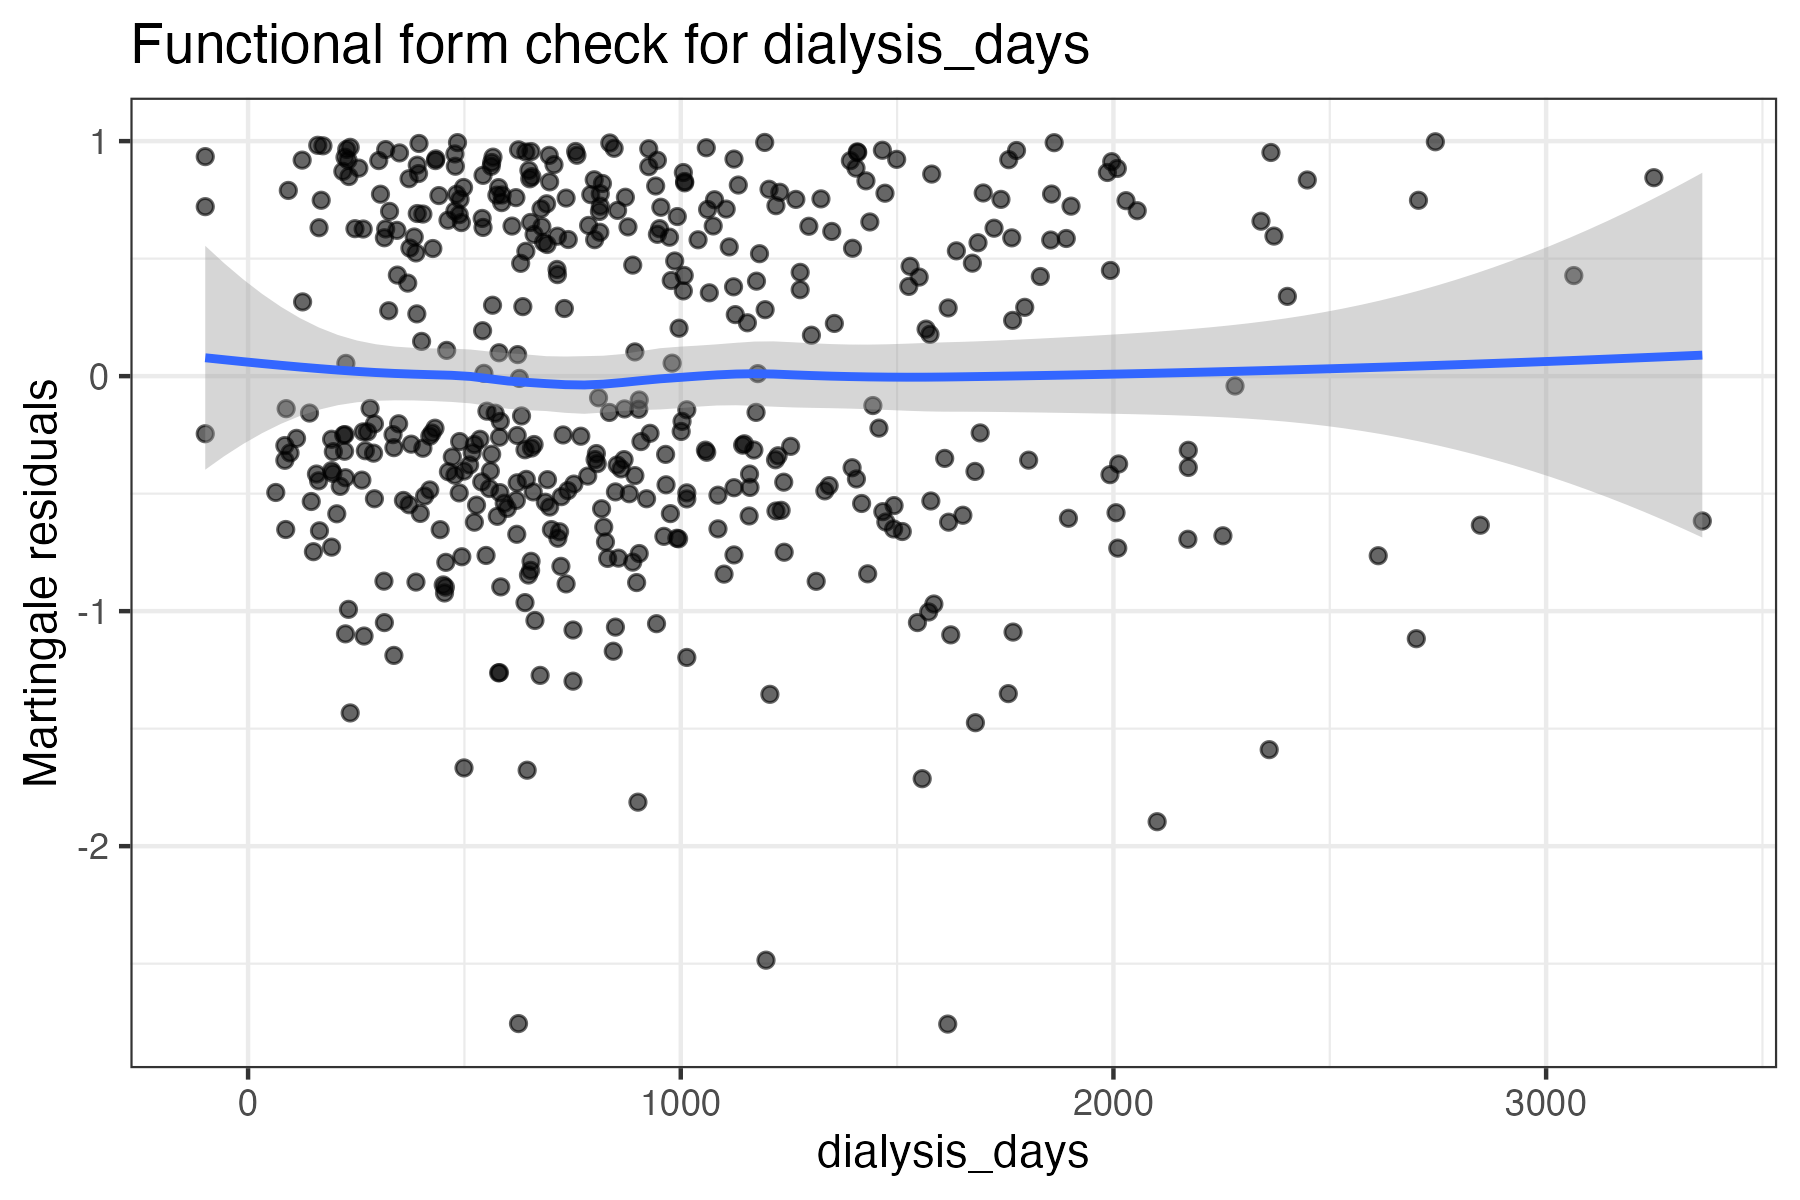 Functional form check for dialysis_days
Martingale residuals
1
0
-1
-2
0
1000
2000
3000
dialysis_days